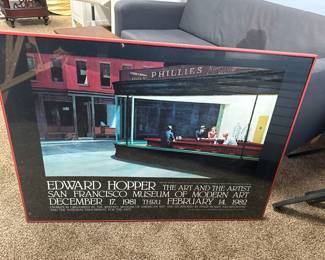 PHILLIES
EDWARD HOPPER THE ART AND THE ARTIST
SAN FRANCISCO MUSEUM OF MODERN ART
DECEMBER 17, 1981 THRU FEBRUARY 14, 1982